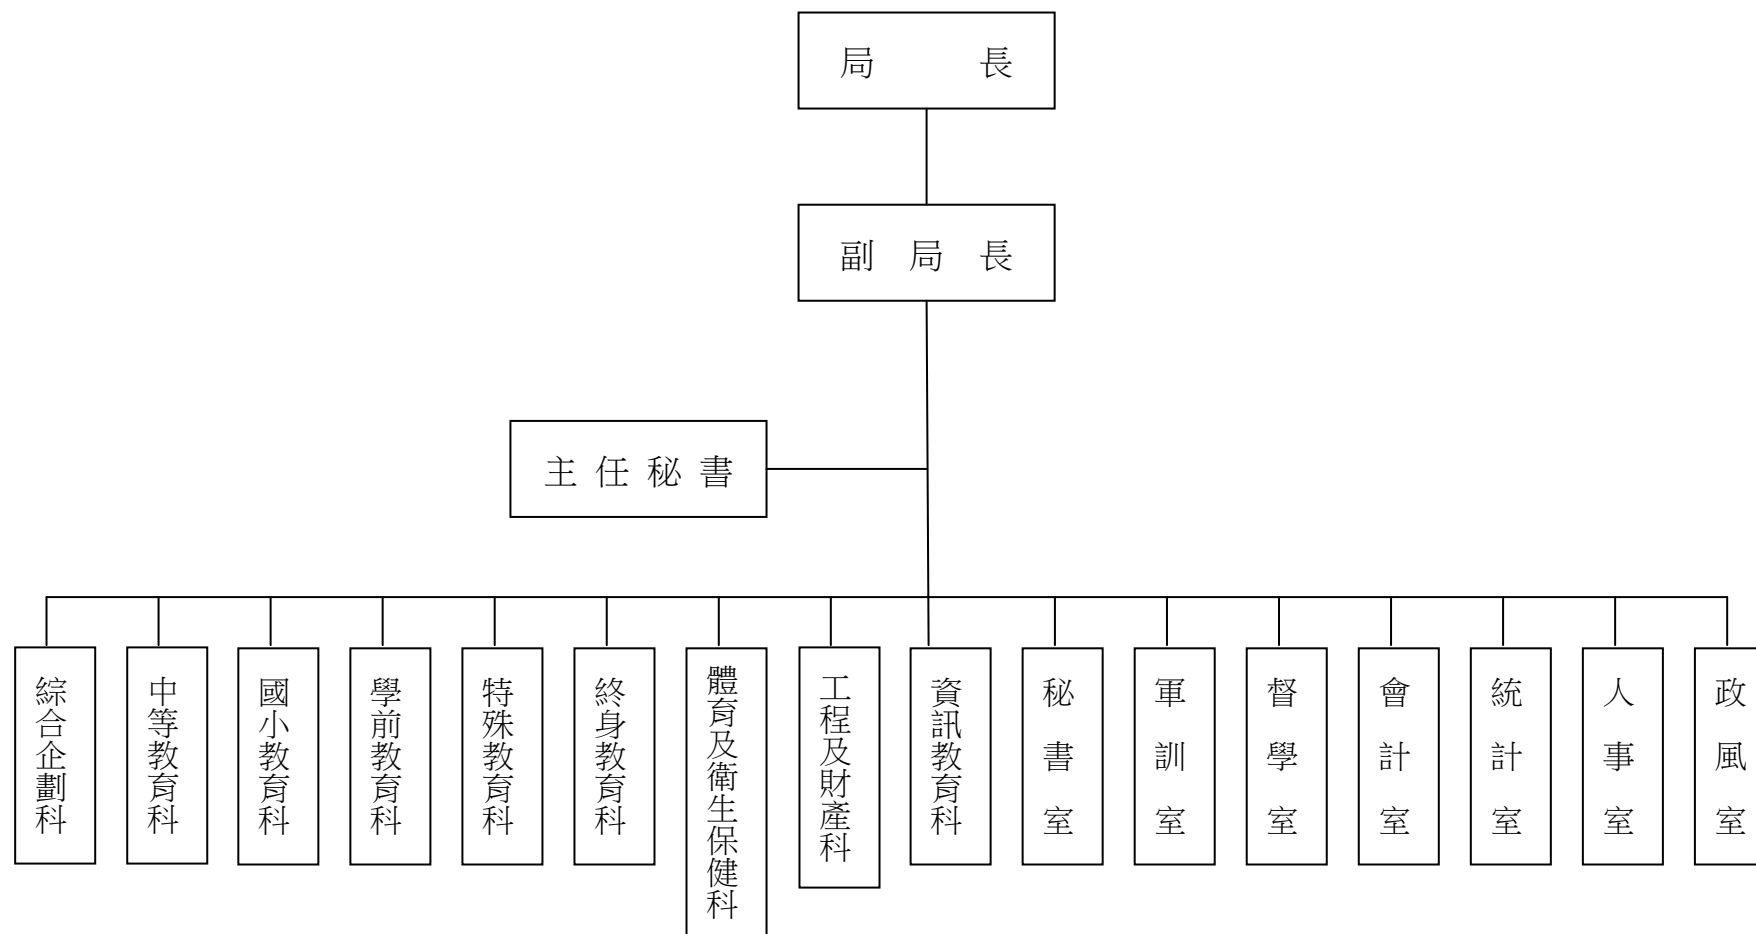 局長
副局長
主任秘書
綜合企劃科
中等教育科
國小教育科
學前教育科
特殊教育科
終身教育科
體育及衛生保健科
工程及財產科
資訊教育科
秘書室
軍訓室
督學室
會計室
統計室
人事室
政風室